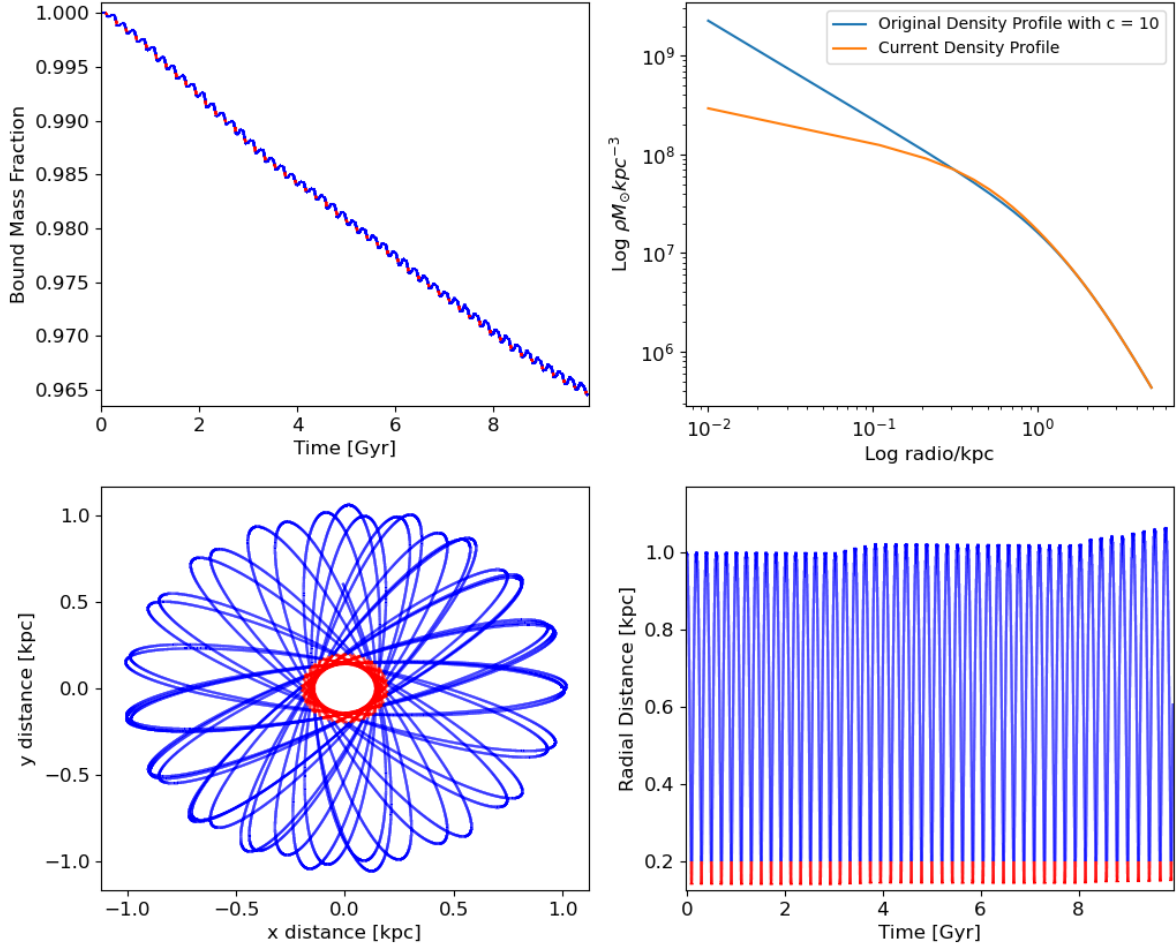 1.000
0.995
0.990
0.985
0.980
0.975
0.970
0.965
Bound Mass Fraction
0 2 4 6 8
Time [Gyr]
Original Density Profile with c = 10
Current Density Profile
10⁹
10⁸
10⁷
10⁶
Log ρM⊙kpc⁻³
10⁻² 10⁻¹ 10⁰
Log radio/kpc
1.0
0.5
0.0
−0.5
−1.0
y distance [kpc]
−1.0 −0.5 0.0 0.5 1.0
x distance [kpc]
1.0
0.8
0.6
0.4
0.2
Radial Distance [kpc]
0 2 4 6 8
Time [Gyr]